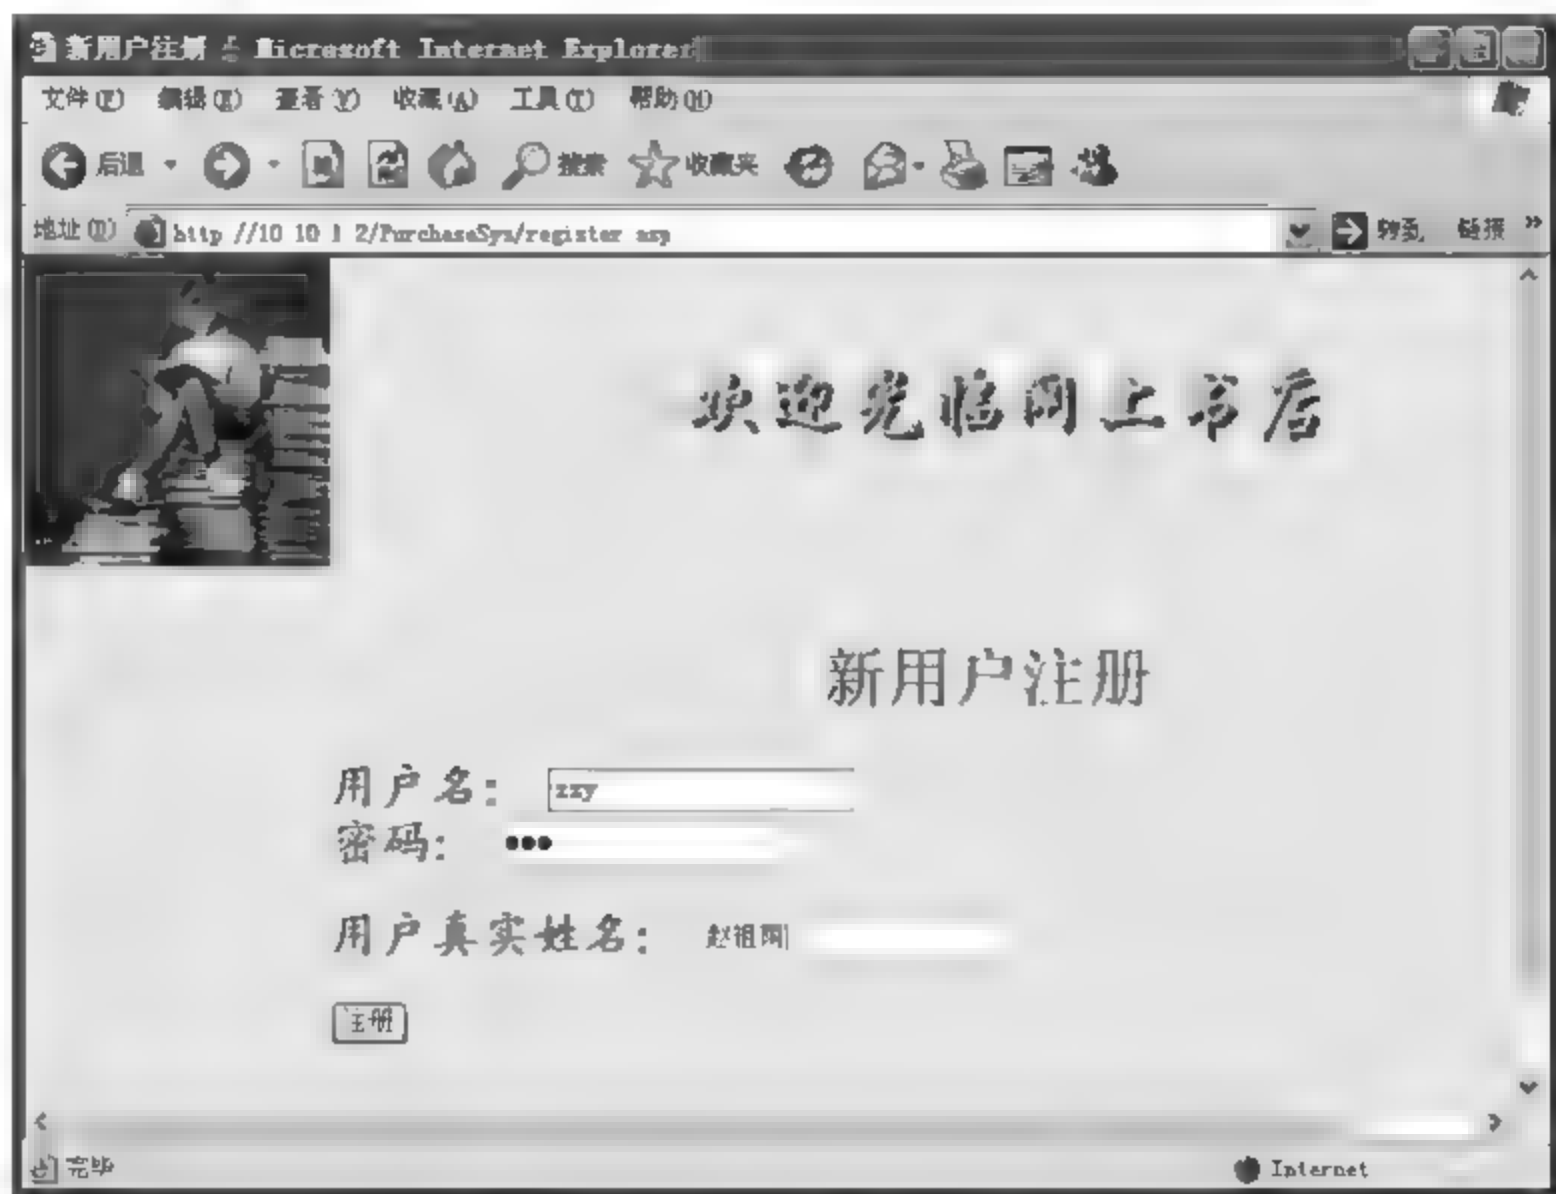 新用户注册 - Microsoft Internet Explorer
文件(F) 编辑(E) 查看(V) 收藏(A) 工具(T) 帮助(H)
后退 搜索 收藏夹
地址(D) http //10 10 1 2/PurchaseSys/register asp 转到 链接 »
欢迎光临网上书店
新用户注册
用户名: zzy
密码: ●●●
用户真实姓名: 赵祖
注册
完毕 Internet